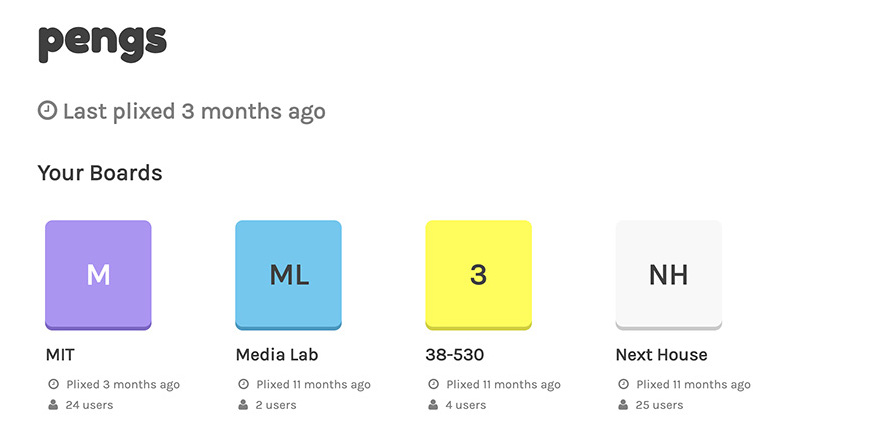 pengs
Last plixed 3 months ago
Your Boards
M
ML
3
NH
MIT
Media Lab
38-530
Next House
Plixed 3 months ago
Plixed 11 months ago
Plixed 11 months ago
Plixed 11 months ago
24 users
2 users
4 users
25 users